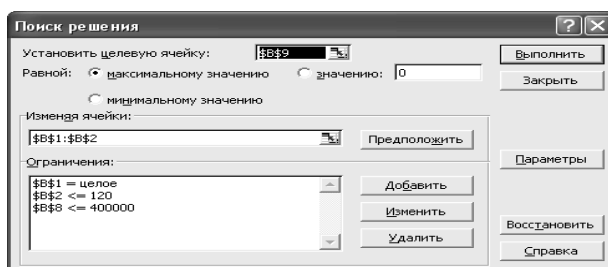 Поиск решения
Установить целевую ячейку: $B$9 Выполнить
Равной: максимальному значению значению: 0 Закрыть
минимальному значению
Изменяя ячейки:
$B$1:$B$2 Предположить
Ограничения: Параметры
$B$1 = целое Добавить
$B$2 <= 120
$B$8 <= 400000 Изменить
Восстановить
Удалить
Справка